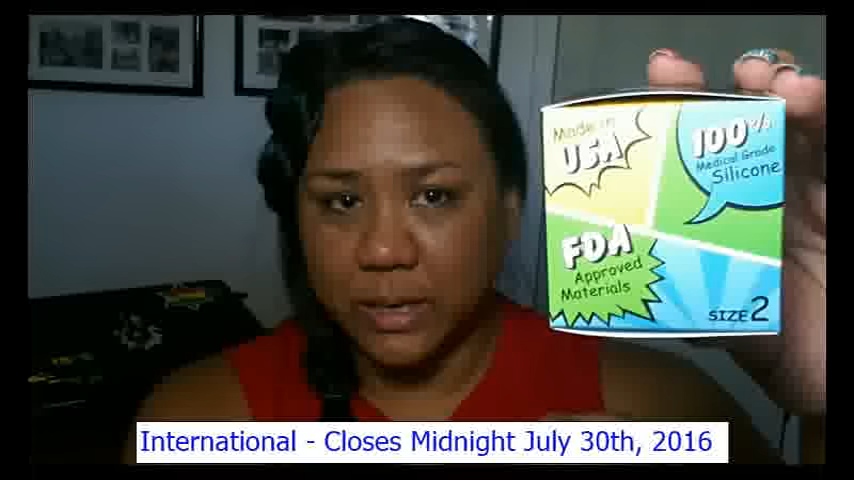 Made in
USA
100%
Medical Grade
Silicone
FDA
Approved
Materials
SIZE 2
International - Closes Midnight July 30th, 2016